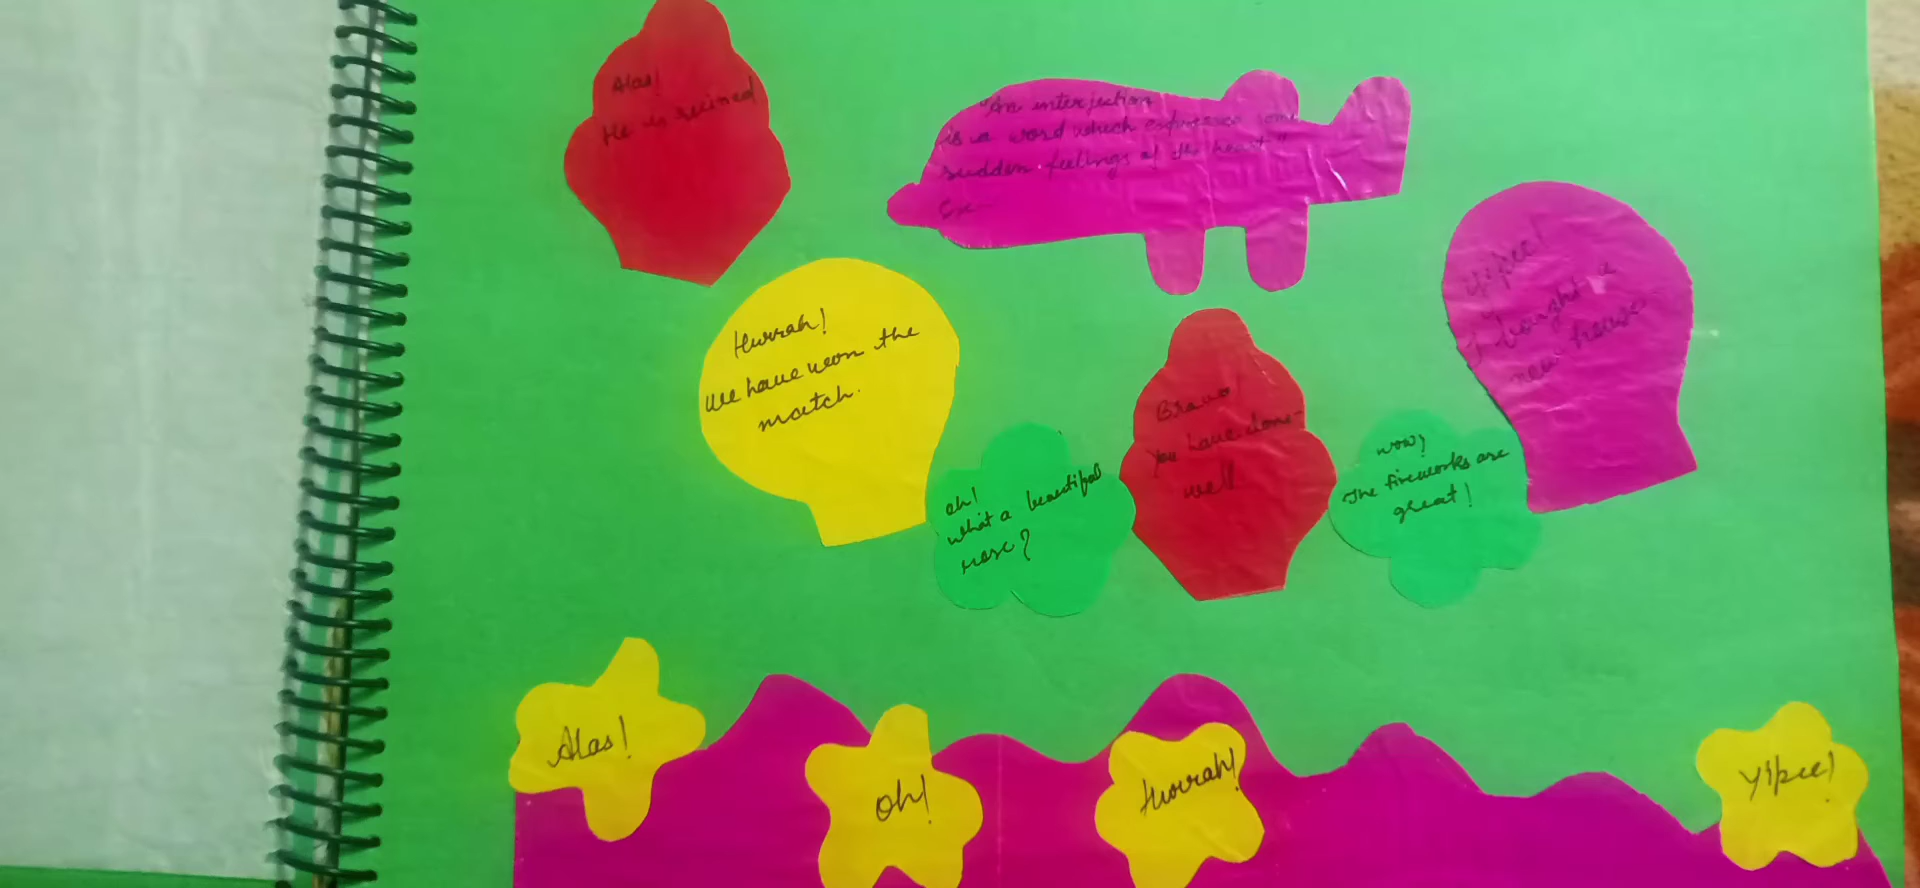 Alas!
He is ruined
"An interjection
is a word which expresses some
sudden feelings of the heart"
Ex—
Hurrah!
We have won the
match.
Yipee!
I bought a
new house
Bravo!
You have done
well
oh!
what a beautiful
rose?
wow!
The fireworks are
great!
Alas!
Oh!
Hurrah!
Yipee!